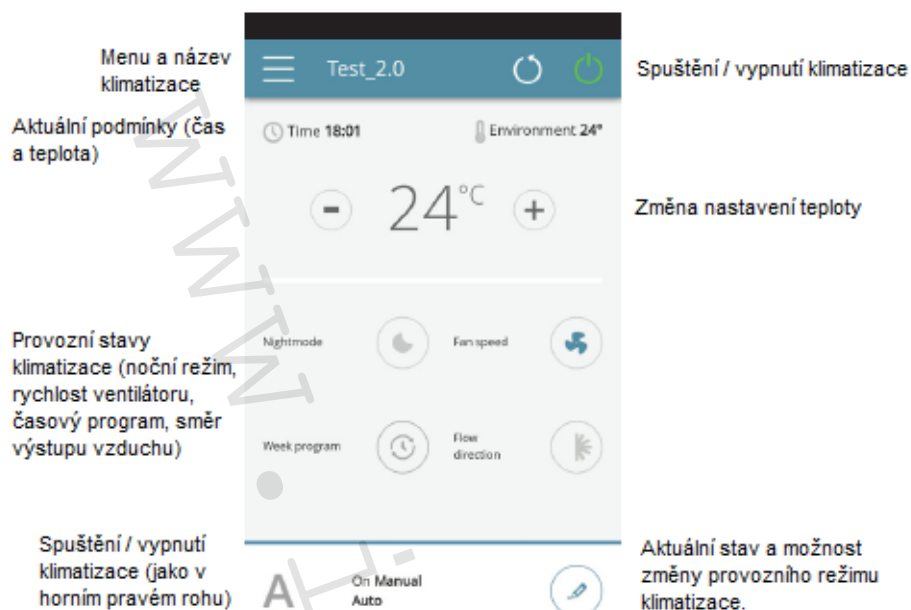 Menu a název
klimatizace
Test_2.0
Spuštění / vypnutí klimatizace
Aktuální podmínky (čas
a teplota)
Time 18:01
Environment 24°
24°C
Změna nastavení teploty
Provozní stavy
klimatizace (noční režim,
rychlost ventilátoru,
časový program, směr
výstupu vzduchu)
Nightmode
Fan speed
Week program
Flow
direction
Spuštění / vypnutí
klimatizace (jako v
horním pravém rohu)
A
On Manual
Auto
Aktuální stav a možnost
změny provozního režimu
klimatizace.
www.